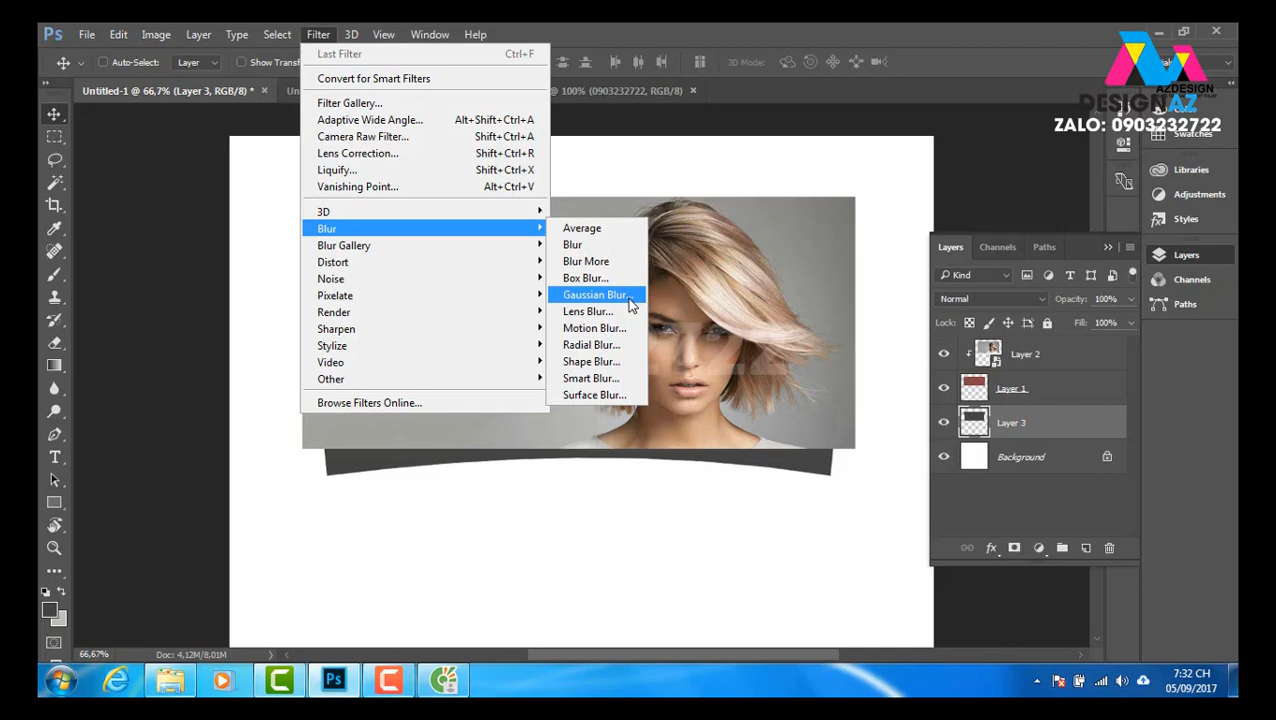 Ps File Edit Image Layer Type Select Filter 3D View Window Help
Auto-Select: Layer Show Trans 3D Mode:
Untitled-1 @ 66,7% (Layer 3, RGB/8) * × Un @ 100% (0903232722, RGB/8) ×
AZDESIGN
DESIGNAZ
ZALO: 0903232722
Last Filter Ctrl+F
Convert for Smart Filters
Filter Gallery...
Adaptive Wide Angle... Alt+Shift+Ctrl+A
Camera Raw Filter... Shift+Ctrl+A
Lens Correction... Shift+Ctrl+R
Liquify... Shift+Ctrl+X
Vanishing Point... Alt+Ctrl+V
3D
Blur
Blur Gallery
Distort
Noise
Pixelate
Render
Sharpen
Stylize
Video
Other
Browse Filters Online...
Average
Blur
Blur More
Box Blur...
Gaussian Blur...
Lens Blur...
Motion Blur...
Radial Blur...
Shape Blur...
Smart Blur...
Surface Blur...
Swatches
Libraries
Adjustments
Styles
Layers
Channels
Paths
Layers Channels Paths
Kind
Normal Opacity: 100%
Lock: Fill: 100%
Layer 2
Layer 1
Layer 3
Background
fx
66,67% Doc: 4,12M/8,01M
Ps
7:32 CH
05/09/2017